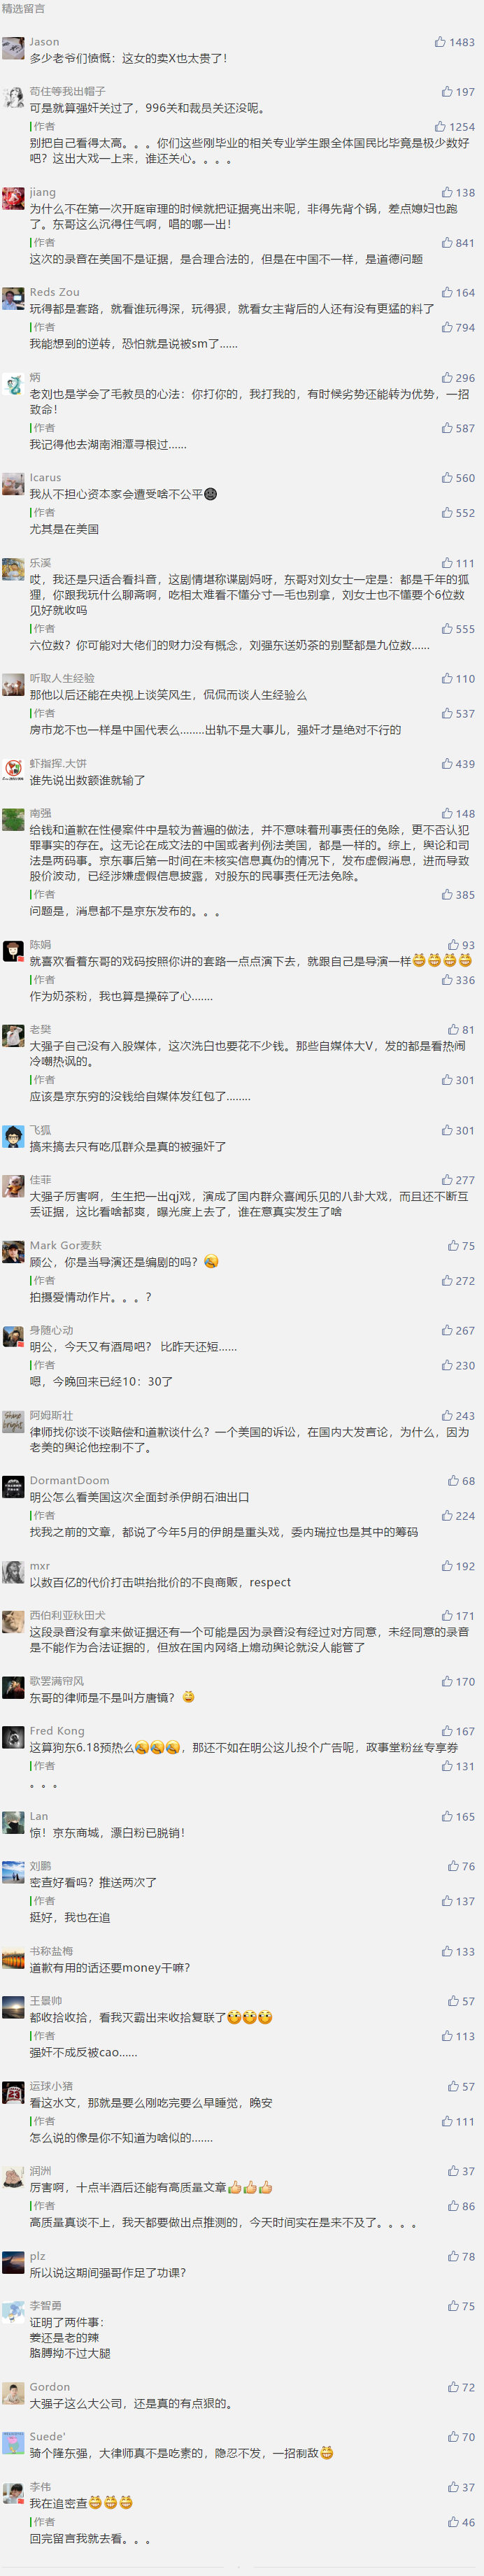 精选留言
Jason
1483
多少老爷们愤慨：这女的卖X也太贵了！
苟住等我出帽子
197
可是就算强奸关过了，996关和裁员关还没呢。
作者
1254
别把自己看得太高。。。你们这些刚毕业的相关专业学生跟全体国民比毕竟是极少数好
吧？这出大戏一上来，谁还关心。。。。
jiang
138
为什么不在第一次开庭审理的时候就把证据亮出来呢，非得先背个锅，差点媳妇也跑
了。东哥这么沉得住气啊，唱的哪一出！
作者
841
这次的录音在美国不是证据，是合理合法的，但是在中国不一样，是道德问题
Reds Zou
164
玩得都是套路，就看谁玩得深，玩得狠，就看女主背后的人还有没有更猛的料了
作者
794
我能想到的逆转，恐怕就是说被sm了......
炳
296
老刘也是学会了毛教员的心法：你打你的，我打我的，有时候劣势还能转为优势，一招
致命！
作者
587
我记得他去湖南湘潭寻根过......
Icarus
560
我从不担心资本家会遭受啥不公平
作者
552
尤其是在美国
乐溪
111
哎，我还是只适合看抖音，这剧情堪称谍剧妈呀，东哥对刘女士一定是：都是千年的狐
狸，你跟我玩什么聊斋啊，吃相太难看不懂分寸一毛也别拿，刘女士也不懂要个6位数
见好就收吗
作者
555
六位数？你可能对大佬们的财力没有概念，刘强东送奶茶的别墅都是九位数......
听取人生经验
110
那他以后还能在央视上谈笑风生，侃侃而谈人生经验么
作者
537
房市龙不也一样是中国代表么........出轨不是大事儿，强奸才是绝对不行的
虾指挥.大饼
439
谁先说出数额谁就输了
南强
148
给钱和道歉在性侵案件中是较为普遍的做法，并不意味着刑事责任的免除，更不否认犯
罪事实的存在。这无论在成文法的中国或者判例法美国，都是一样的。综上，舆论和司
法是两码事。京东事后第一时间在未核实信息真伪的情况下，发布虚假消息，进而导致
股价波动，已经涉嫌虚假信息披露，对股东的民事责任无法免除。
作者
385
问题是，消息都不是京东发布的。。。
陈娟
93
就喜欢看着东哥的戏码按照你讲的套路一点点演下去，就跟自己是导演一样
作者
336
作为奶茶粉，我也算是操碎了心.......
老樊
81
大强子自己没有入股媒体，这次洗白也要花不少钱。那些自媒体大V，发的都是看热闹
冷嘲热讽的。
作者
301
应该是京东穷的没钱给自媒体发红包了........
飞狐
301
搞来搞去只有吃瓜群众是真的被强奸了
佳菲
277
大强子厉害啊，生生把一出qj戏，演成了国内群众喜闻乐见的八卦大戏，而且还不断互
丢证据，这比看啥都爽，曝光度上去了，谁在意真实发生了啥
Mark Gor麦麸
75
顾公，你是当导演还是编剧的吗？
作者
272
拍摄爱情动作片。。。？
身随心动
267
明公，今天又有酒局吧？ 比昨天还短......
作者
230
嗯，今晚回来已经10：30了
阿姆斯壮
243
律师找你谈不谈赔偿和道歉谈什么？一个美国的诉讼，在国内大发言论，为什么，因为
老美的舆论他控制不了。
DormantDoom
68
明公怎么看美国这次全面封杀伊朗石油出口
作者
224
找我之前的文章，都说了今年5月的伊朗是重头戏，委内瑞拉也是其中的筹码
mxr
192
以数百亿的代价打击哄抬批价的不良商贩，respect
西伯利亚秋田犬
171
这段录音没有拿来做证据还有一个可能是因为录音没有经过对方同意，未经同意的录音
是不能作为合法证据的，但放在国内网络上煽动舆论就没人能管了
歌罢满帘风
170
东哥的律师是不是叫方唐镜？
Fred Kong
167
这算狗东6.18预热么，那还不如在明公这儿投个广告呢，政事堂粉丝专享券
作者
131
。。。
Lan
165
惊！京东商城，漂白粉已脱销！
刘鹏
76
密查好看吗？推送两次了
作者
137
挺好，我也在追
书称盐梅
133
道歉有用的话还要money干嘛？
王景帅
57
都收拾收拾，看我灭霸出来收拾复联了
作者
113
强奸不成反被cao......
运球小猪
57
看这水文，那就是要么刚吃完要么早睡觉，晚安
作者
111
怎么说的像是你不知道为啥似的.......
润洲
37
厉害啊，十点半酒后还能有高质量文章
作者
86
高质量真谈不上，我天都要做出点推测的，今天时间实在是来不及了。。。。
plz
78
所以说这期间强哥作足了功课？
李智勇
75
证明了两件事：
姜还是老的辣
胳膊拗不过大腿
Gordon
72
大强子这么大公司，还是真的有点狠的。
Suede'
70
骑个隆东强，大律师真不是吃素的，隐忍不发，一招制敌
李伟
37
我在追密查
作者
46
回完留言我就去看。。。